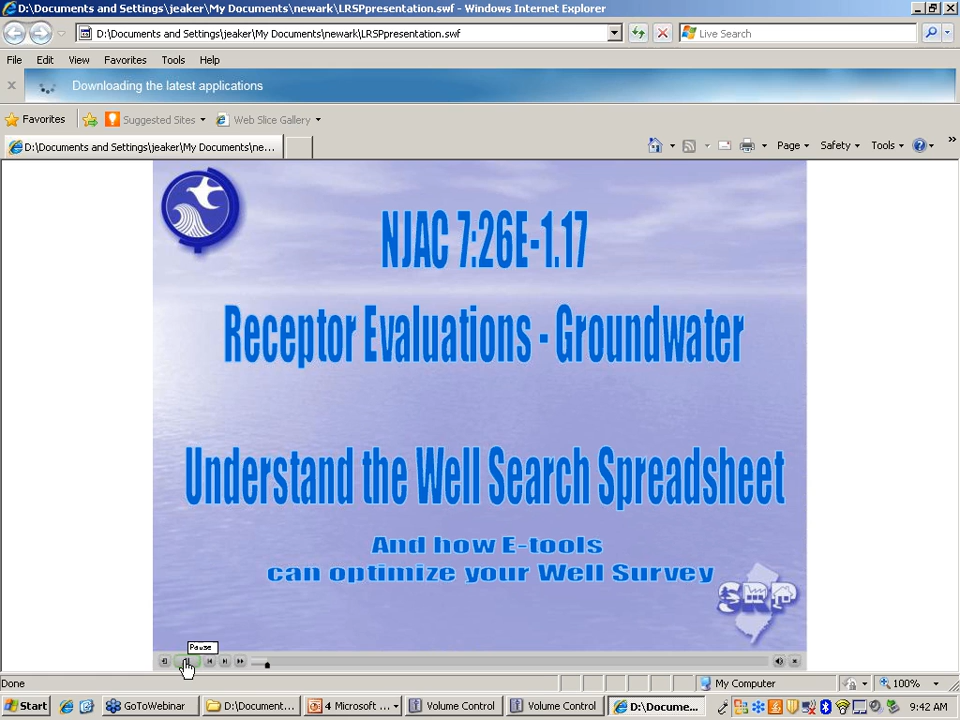 D:\Documents and Settings\jeaker\My Documents\newark\LRSPpresentation.swf - Windows Internet Explorer
D:\Documents and Settings\jeaker\My Documents\newark\LRSPpresentation.swf
Live Search
File Edit View Favorites Tools Help
Downloading the latest applications
Favorites Suggested Sites Web Slice Gallery
D:\Documents and Settings\jeaker\My Documents\ne... Page Safety Tools
NJAC 7:26E-1.17
Receptor Evaluations - Groundwater
Understand the Well Search Spreadsheet
And how E-tools
can optimize your Well Survey
SRP
Pause
Done My Computer 100%
Start GoToWebinar D:\Document... 4 Microsoft ... Volume Control Volume Control D:\Docume... 9:42 AM